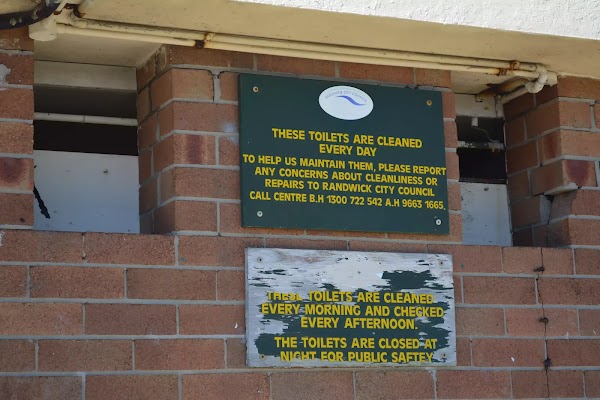 THESE TOILETS ARE CLEANED
EVERY DAY
TO HELP US MAINTAIN THEM, PLEASE REPORT
ANY CONCERNS ABOUT CLEANLINESS OR
REPAIRS TO RANDWICK CITY COUNCIL
CALL CENTRE B.H 1300 722 542 A.H 9663 1665.
THESE TOILETS ARE CLEANED
EVERY MORNING AND CHECKED
EVERY AFTERNOON.
THE TOILETS ARE CLOSED AT
NIGHT FOR PUBLIC SAFTEY